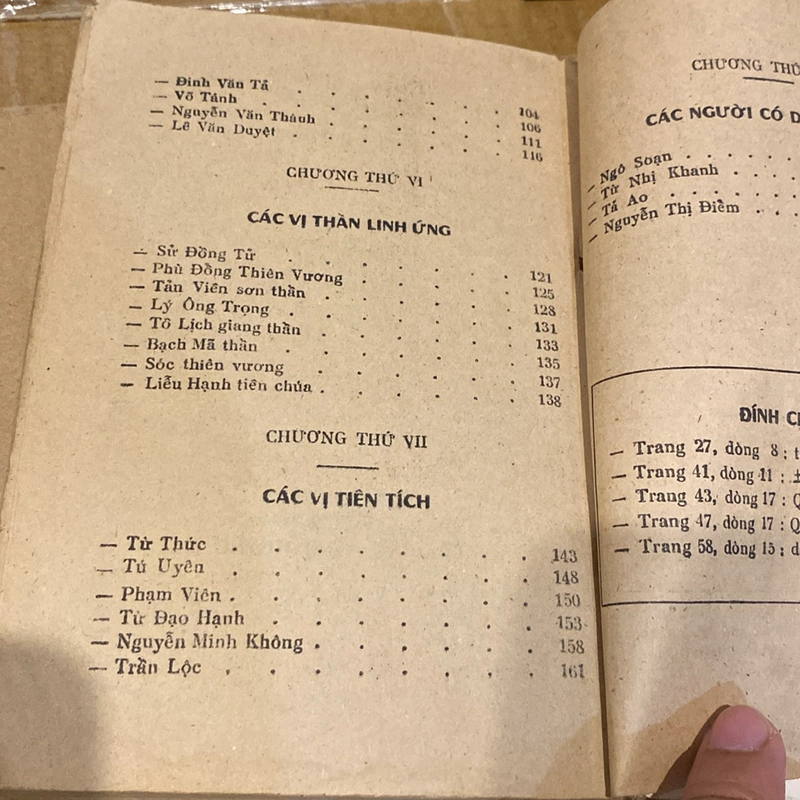 — Đinh Văn Tả . . . . . . 104
— Võ Tánh . . . . . . 106
— Nguyễn Văn Thành . . . . . 111
— Lê Văn Duyệt . . . . . . 116
CHƯƠNG THỨ VI
CÁC VỊ THẦN LINH ỨNG
— Sử Đồng Tử . . . . . . 121
— Phù Đồng Thiên Vương . . . . . 125
— Tản Viên sơn thần . . . . . 128
— Lý Ông Trọng . . . . . . 131
— Tô Lịch giang thần . . . . . 133
— Bạch Mã thần . . . . . . 135
— Sóc thiên vương . . . . . . 137
— Liễu Hạnh tiên chúa . . . . . . 138
CHƯƠNG THỨ VII
CÁC VỊ TIÊN TÍCH
— Từ Thức . . . . . . . . 143
— Tú Uyên . . . . . . . . 148
— Phạm Viên . . . . . . . . 150
— Từ Đạo Hạnh . . . . . . . 153
— Nguyễn Minh Không . . . . . . 158
— Trần Lộc . . . . . . . . 161
CHƯƠNG THỨ
CÁC NGƯỜI CÓ D
— Ngô Soạn . . . . . .
— Từ Nhị Khanh . . . .
— Tả Ao . . . . .
— Nguyễn Thị Điểm . . .
ĐÍNH C
— Trang 27, dòng 8 : t
— Trang 41, dòng 11 : 土
— Trang 43, dòng 17 : Q
— Trang 47, dòng 17 : Q
— Trang 58, dòng 15 : d